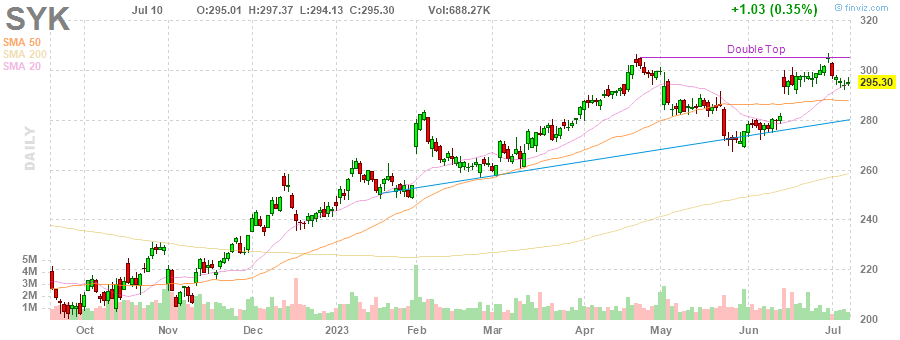 SYK Jul 10 O:295.01 H:297.37 L:294.13 C:295.30 Vol:688.27K +1.03 (0.35%) finviz.com
SMA 50
SMA 200
SMA 20
DAILY
Double Top
320
300
295.30
280
260
240
220
200
5M
4M
3M
2M
1M
Oct Nov Dec 2023 Feb Mar Apr May Jun Jul